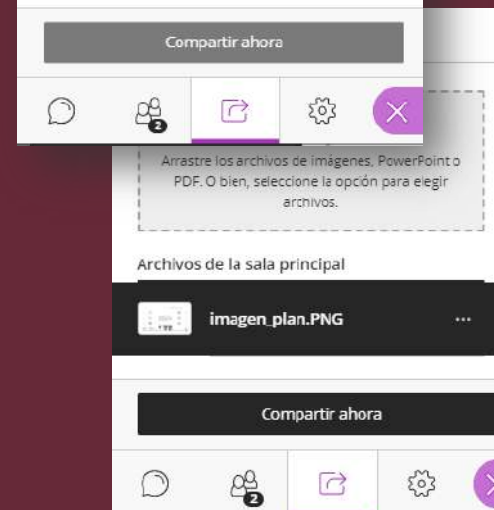 Compartir ahora
2
Arrastre los archivos de imágenes, PowerPoint o
PDF. O bien, seleccione la opción para elegir
archivos.
Archivos de la sala principal
imagen_plan.PNG
Compartir ahora
2